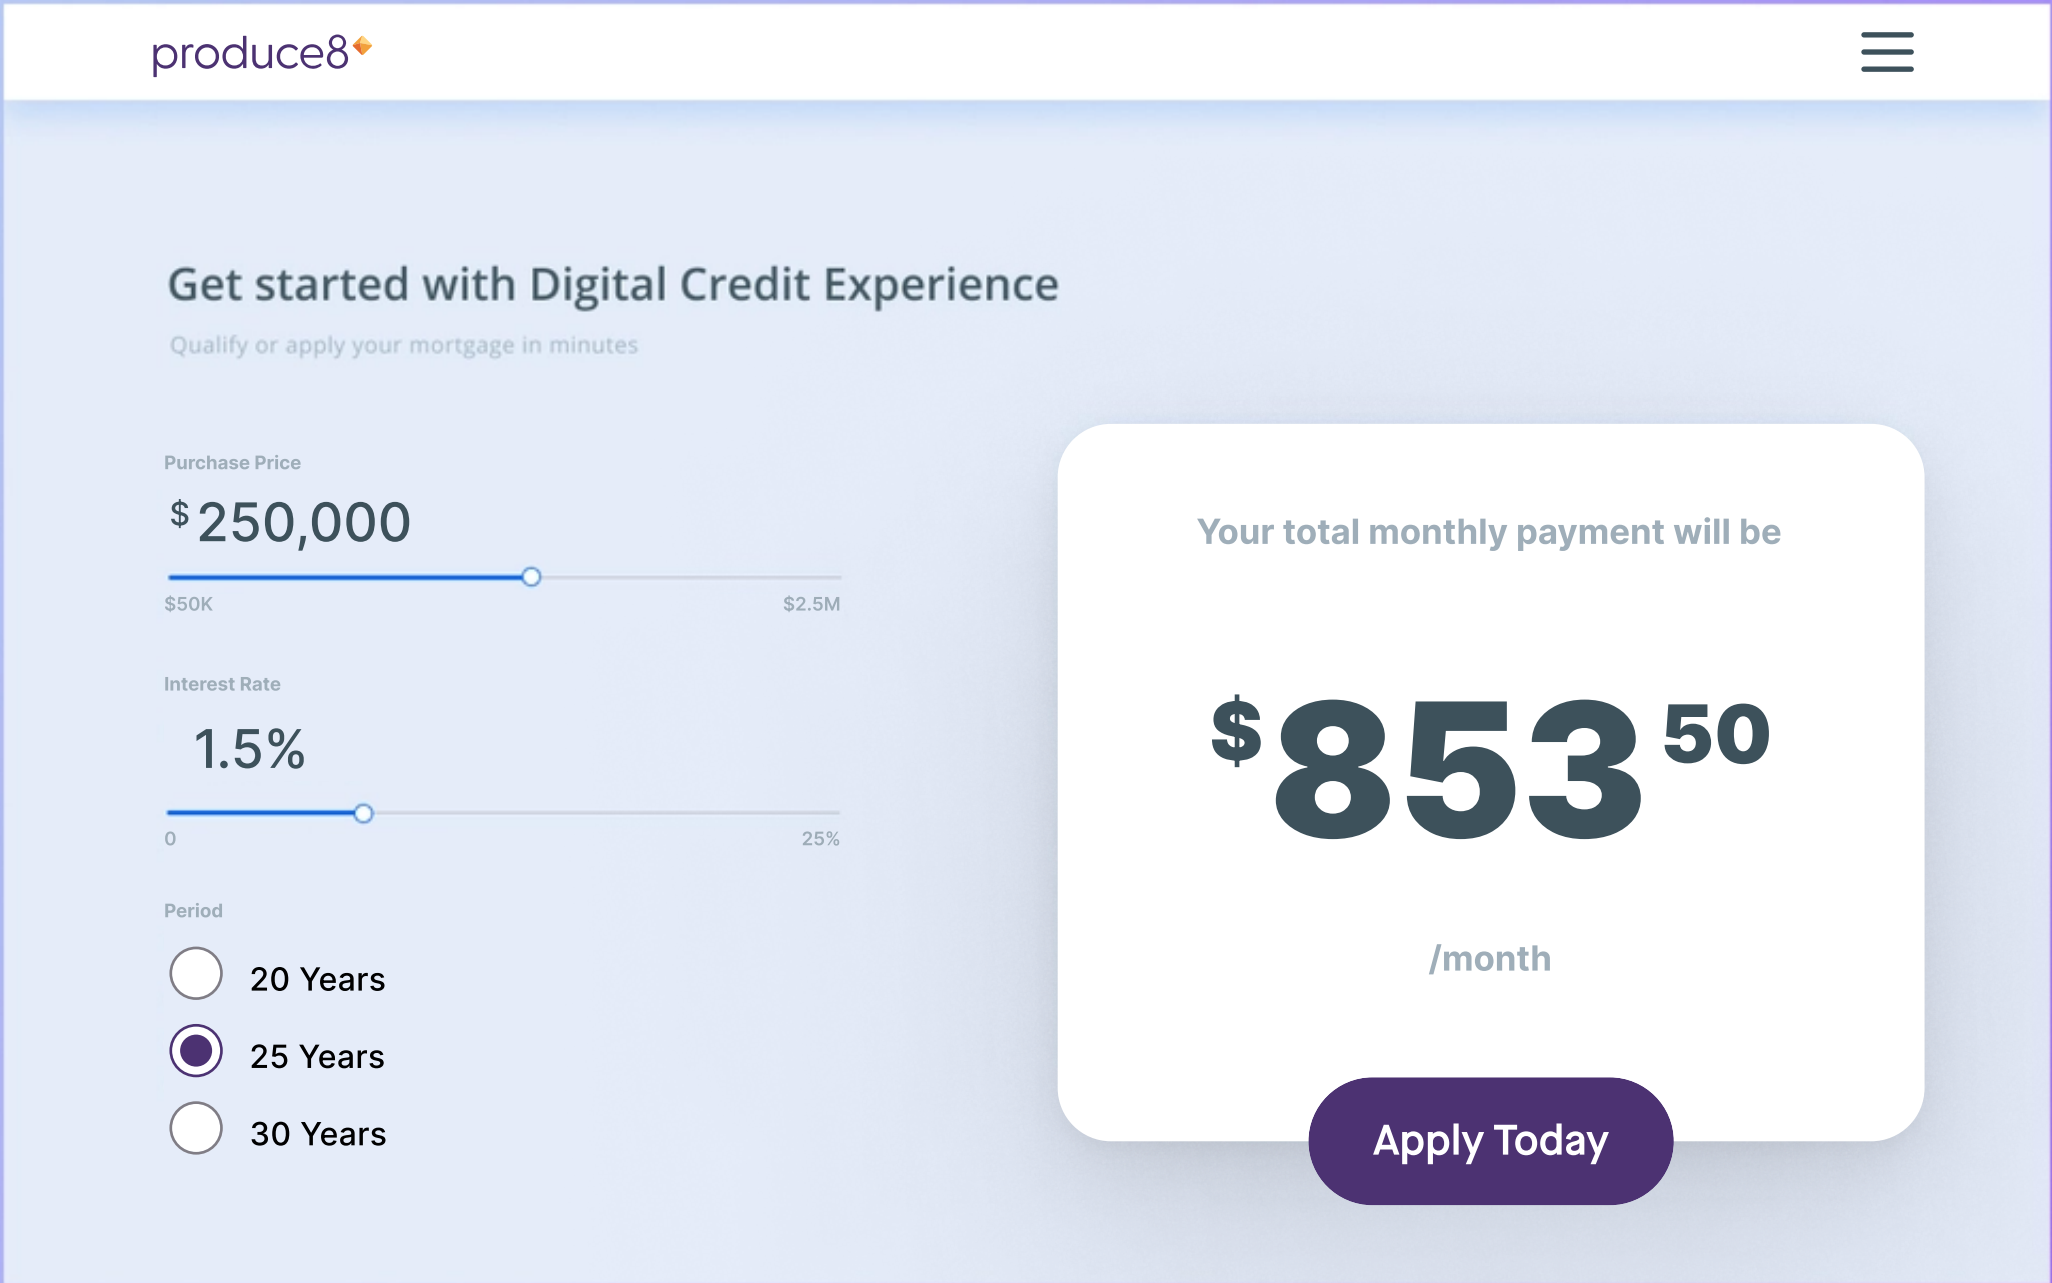 produce8
Get started with Digital Credit Experience
Qualify or apply your mortgage in minutes
Purchase Price
$250,000
$50K $2.5M
Interest Rate
1.5%
0 25%
Period
20 Years
25 Years
30 Years
Your total monthly payment will be
$853 50
/month
Apply Today